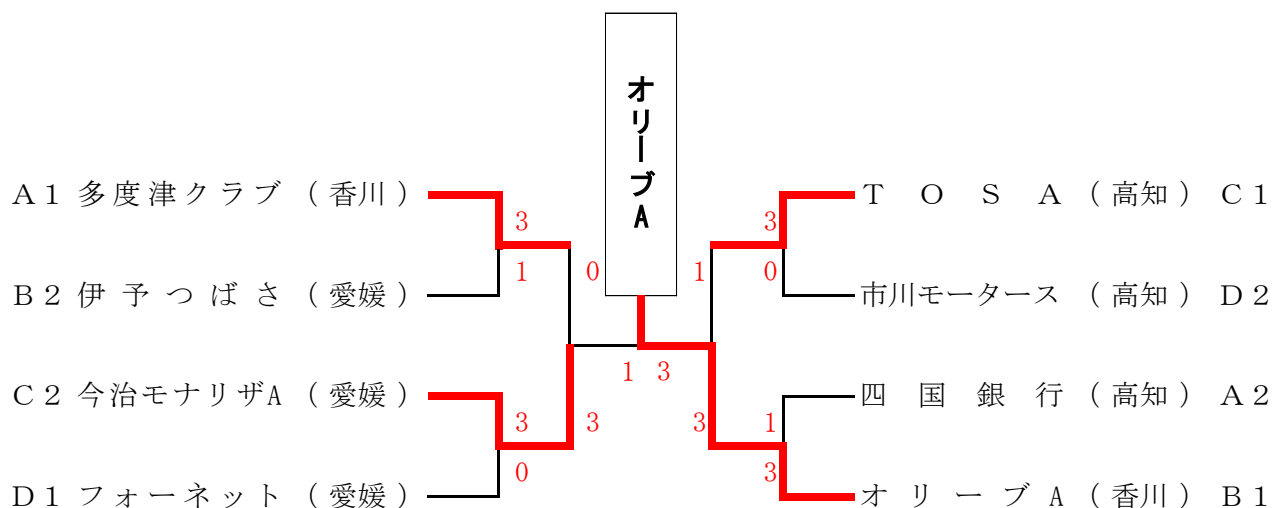 オリーブA
A1 多度津クラブ (香川)
3
1
B2 伊予つばさ (愛媛)
0
C2 今治モナリザA (愛媛)
3
0
D1 フォーネット (愛媛)
3
1 3
TOSA (高知) C1
3
0
市川モータース (高知) D2
1
四国銀行 (高知) A2
1
3
オリーブA (香川) B1
3